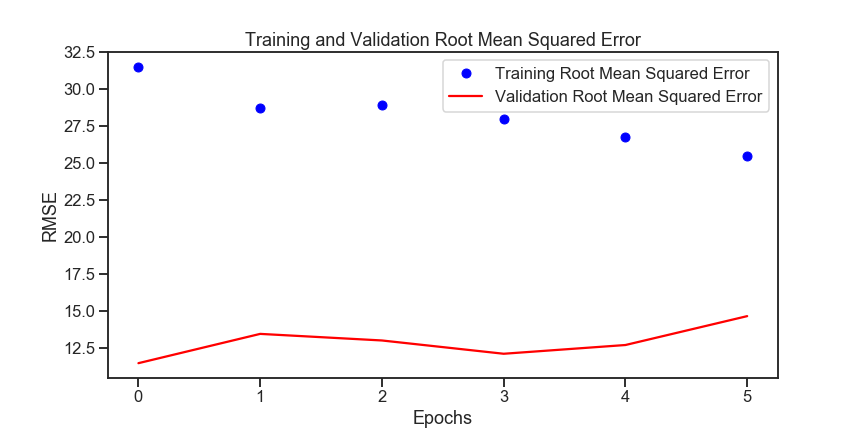 Training and Validation Root Mean Squared Error
32.5
30.0
27.5
25.0
22.5
20.0
17.5
15.0
12.5
RMSE
Training Root Mean Squared Error
Validation Root Mean Squared Error
0 1 2 3 4 5
Epochs